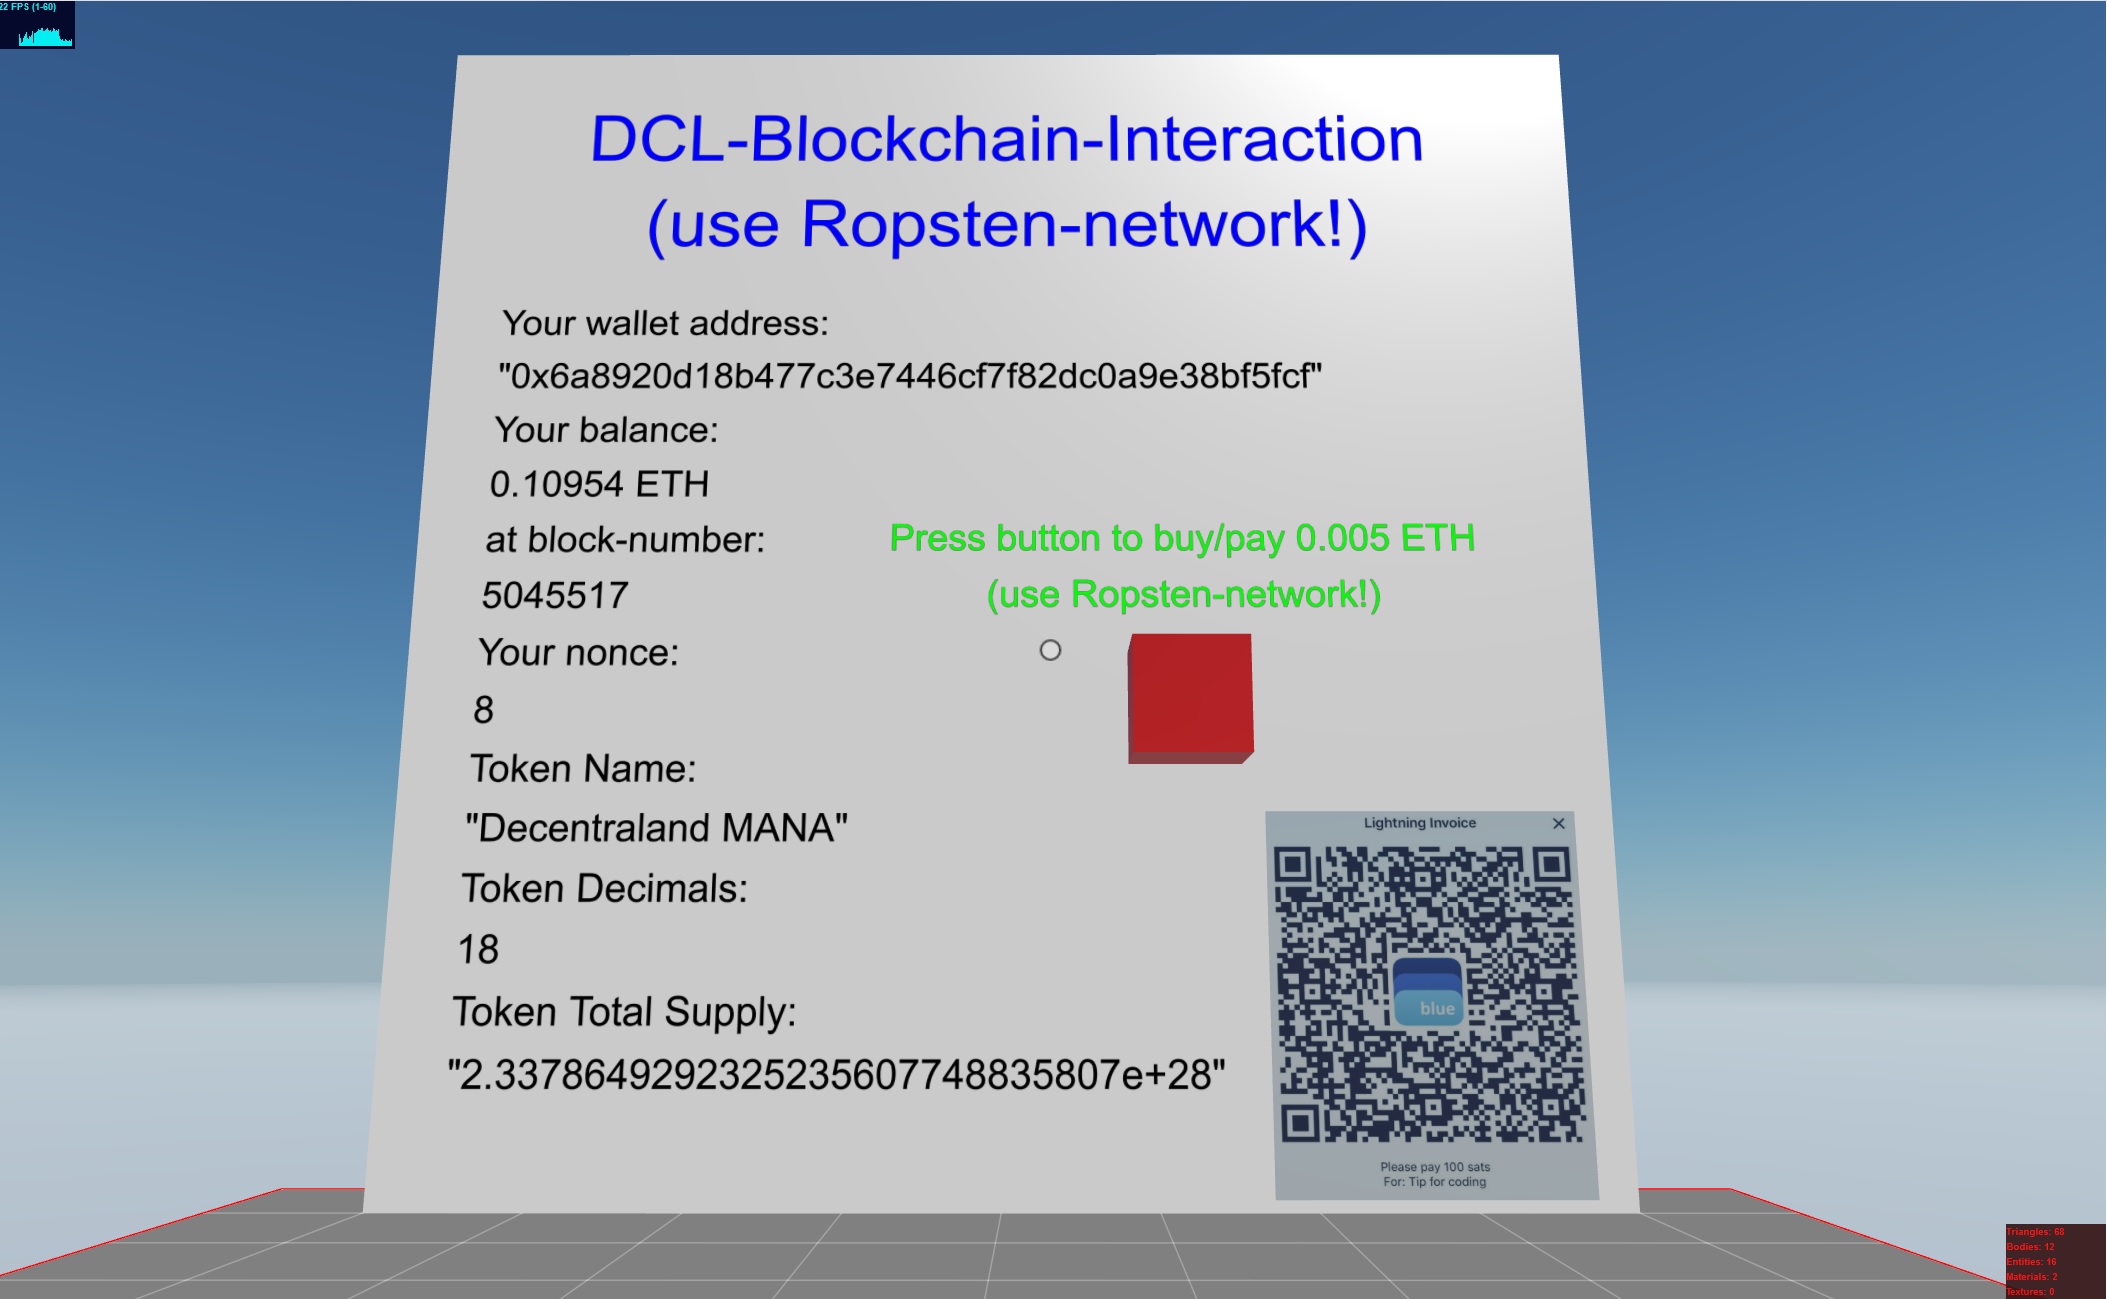 22 FPS (1-60)
DCL-Blockchain-Interaction
(use Ropsten-network!)
Your wallet address:
"0x6a8920d18b477c3e7446cf7f82dc0a9e38bf5fcf"
Your balance:
0.10954 ETH
at block-number:
5045517
Your nonce:
8
Token Name:
"Decentraland MANA"
Token Decimals:
18
Token Total Supply:
"2.3378649292325235607748835807e+28"
Press button to buy/pay 0.005 ETH
(use Ropsten-network!)
Lightning Invoice
blue
Please pay 100 sats
For: Tip for coding
Triangles: 68
Bodies: 12
Entities: 16
Materials: 2
Textures: 0